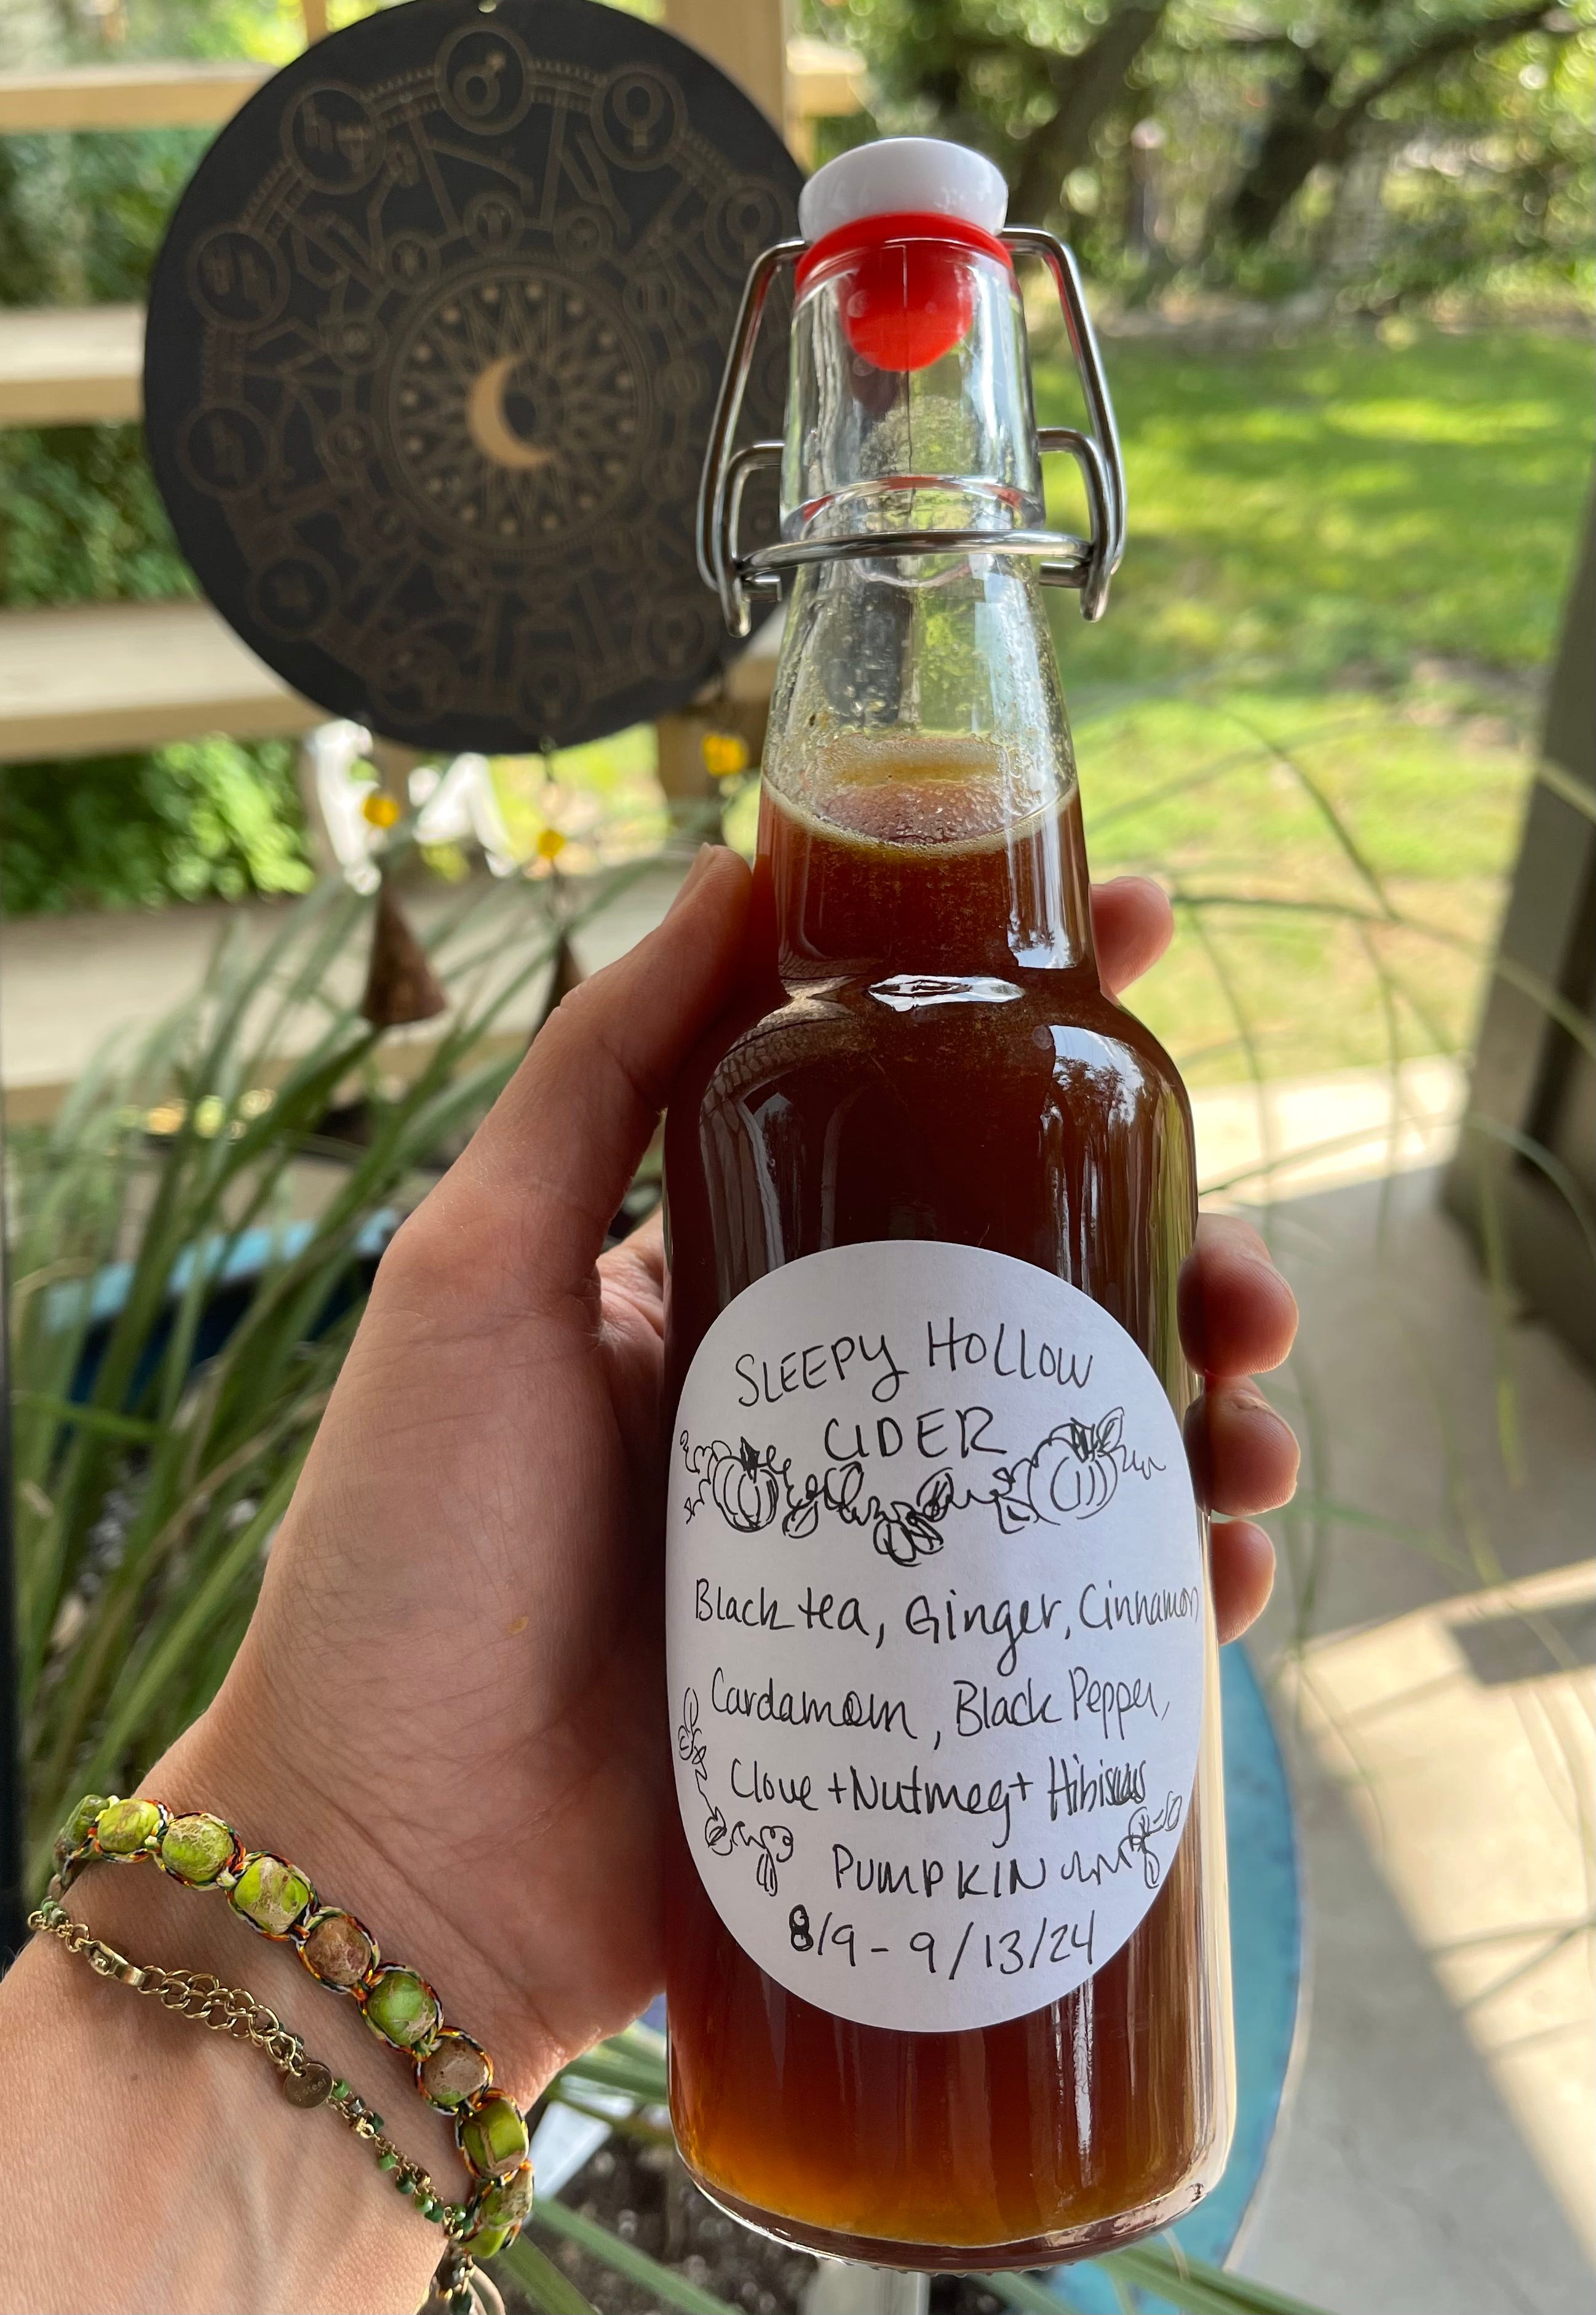 SLEEPY HOLLOW
CIDER
Black tea, Ginger, Cinnamon
Cardamom, Black Pepper,
Clove + Nutmeg + Hibiscus
PUMPKIN
8/9 - 9/13/24